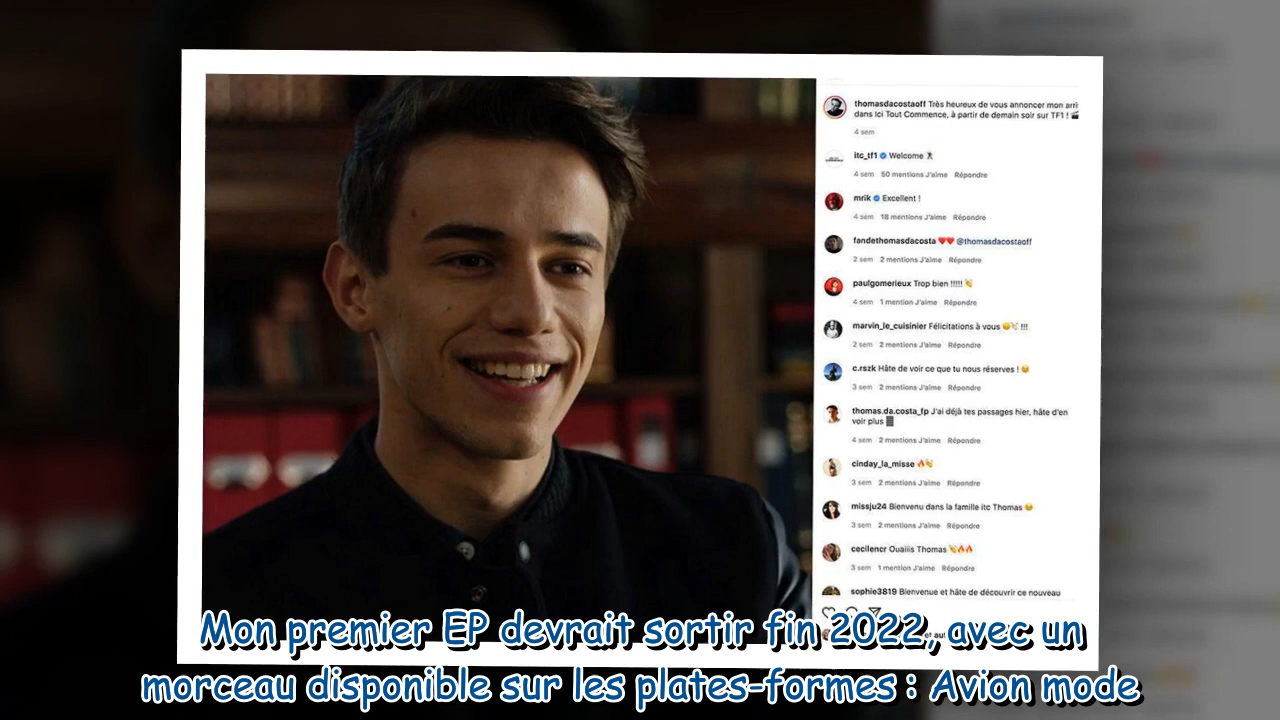 thomasdacostaoff Très heureux de vous annoncer mon arri
dans Ici Tout Commence, à partir de demain soir sur TF1 ! 🎬
4 sem
itc_tf1 Welcome
4 sem 50 mentions J'aime Répondre
mrik Excellent !
4 sem 18 mentions J'aime Répondre
fandethomasdacosta ❤️❤️ @thomasdacostaoff
2 sem 2 mentions J'aime Répondre
paulgomerieux Trop bien !!!!! 👏
4 sem 1 mention J'aime Répondre
marvin_le_cuisinier Félicitations à vous !!!
2 sem 2 mentions J'aime Répondre
c.rszk Hâte de voir ce que tu nous réserves !
3 sem 2 mentions J'aime Répondre
thomas.da.costa_fp J'ai déjà tes passages hier, hâte d'en
voir plus
4 sem 2 mentions J'aime Répondre
cinday_la_misse 🔥👏
3 sem 2 mentions J'aime Répondre
missju24 Bienvenu dans la famille itc Thomas
3 sem 2 mentions J'aime Répondre
cecilencr Ouaiiis Thomas 👏🔥🔥
3 sem 1 mention J'aime Répondre
sophie3819 Bienvenue et hâte de découvrir ce nouveau
et aut
Mon premier EP devrait sortir fin 2022, avec un
morceau disponible sur les plates-formes : Avion mode